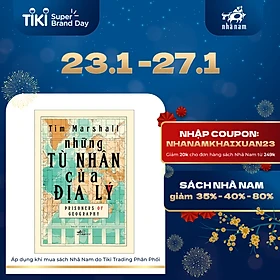 TIKI Super Brand Day
nhã nam
23.1 - 27.1
Tim Marshall
những
TÙ NHÂN
của
ĐỊA LÝ
PRISONERS OF
GEOGRAPHY
NHẬP COUPON:
NHANAMKHAIXUAN23
Giảm 20k cho đơn hàng sách Nhã Nam từ 249k
SÁCH NHÃ NAM
giảm 35% - 40% - 80%
Áp dụng khi mua sách Nhã Nam do Tiki Trading Phân Phối